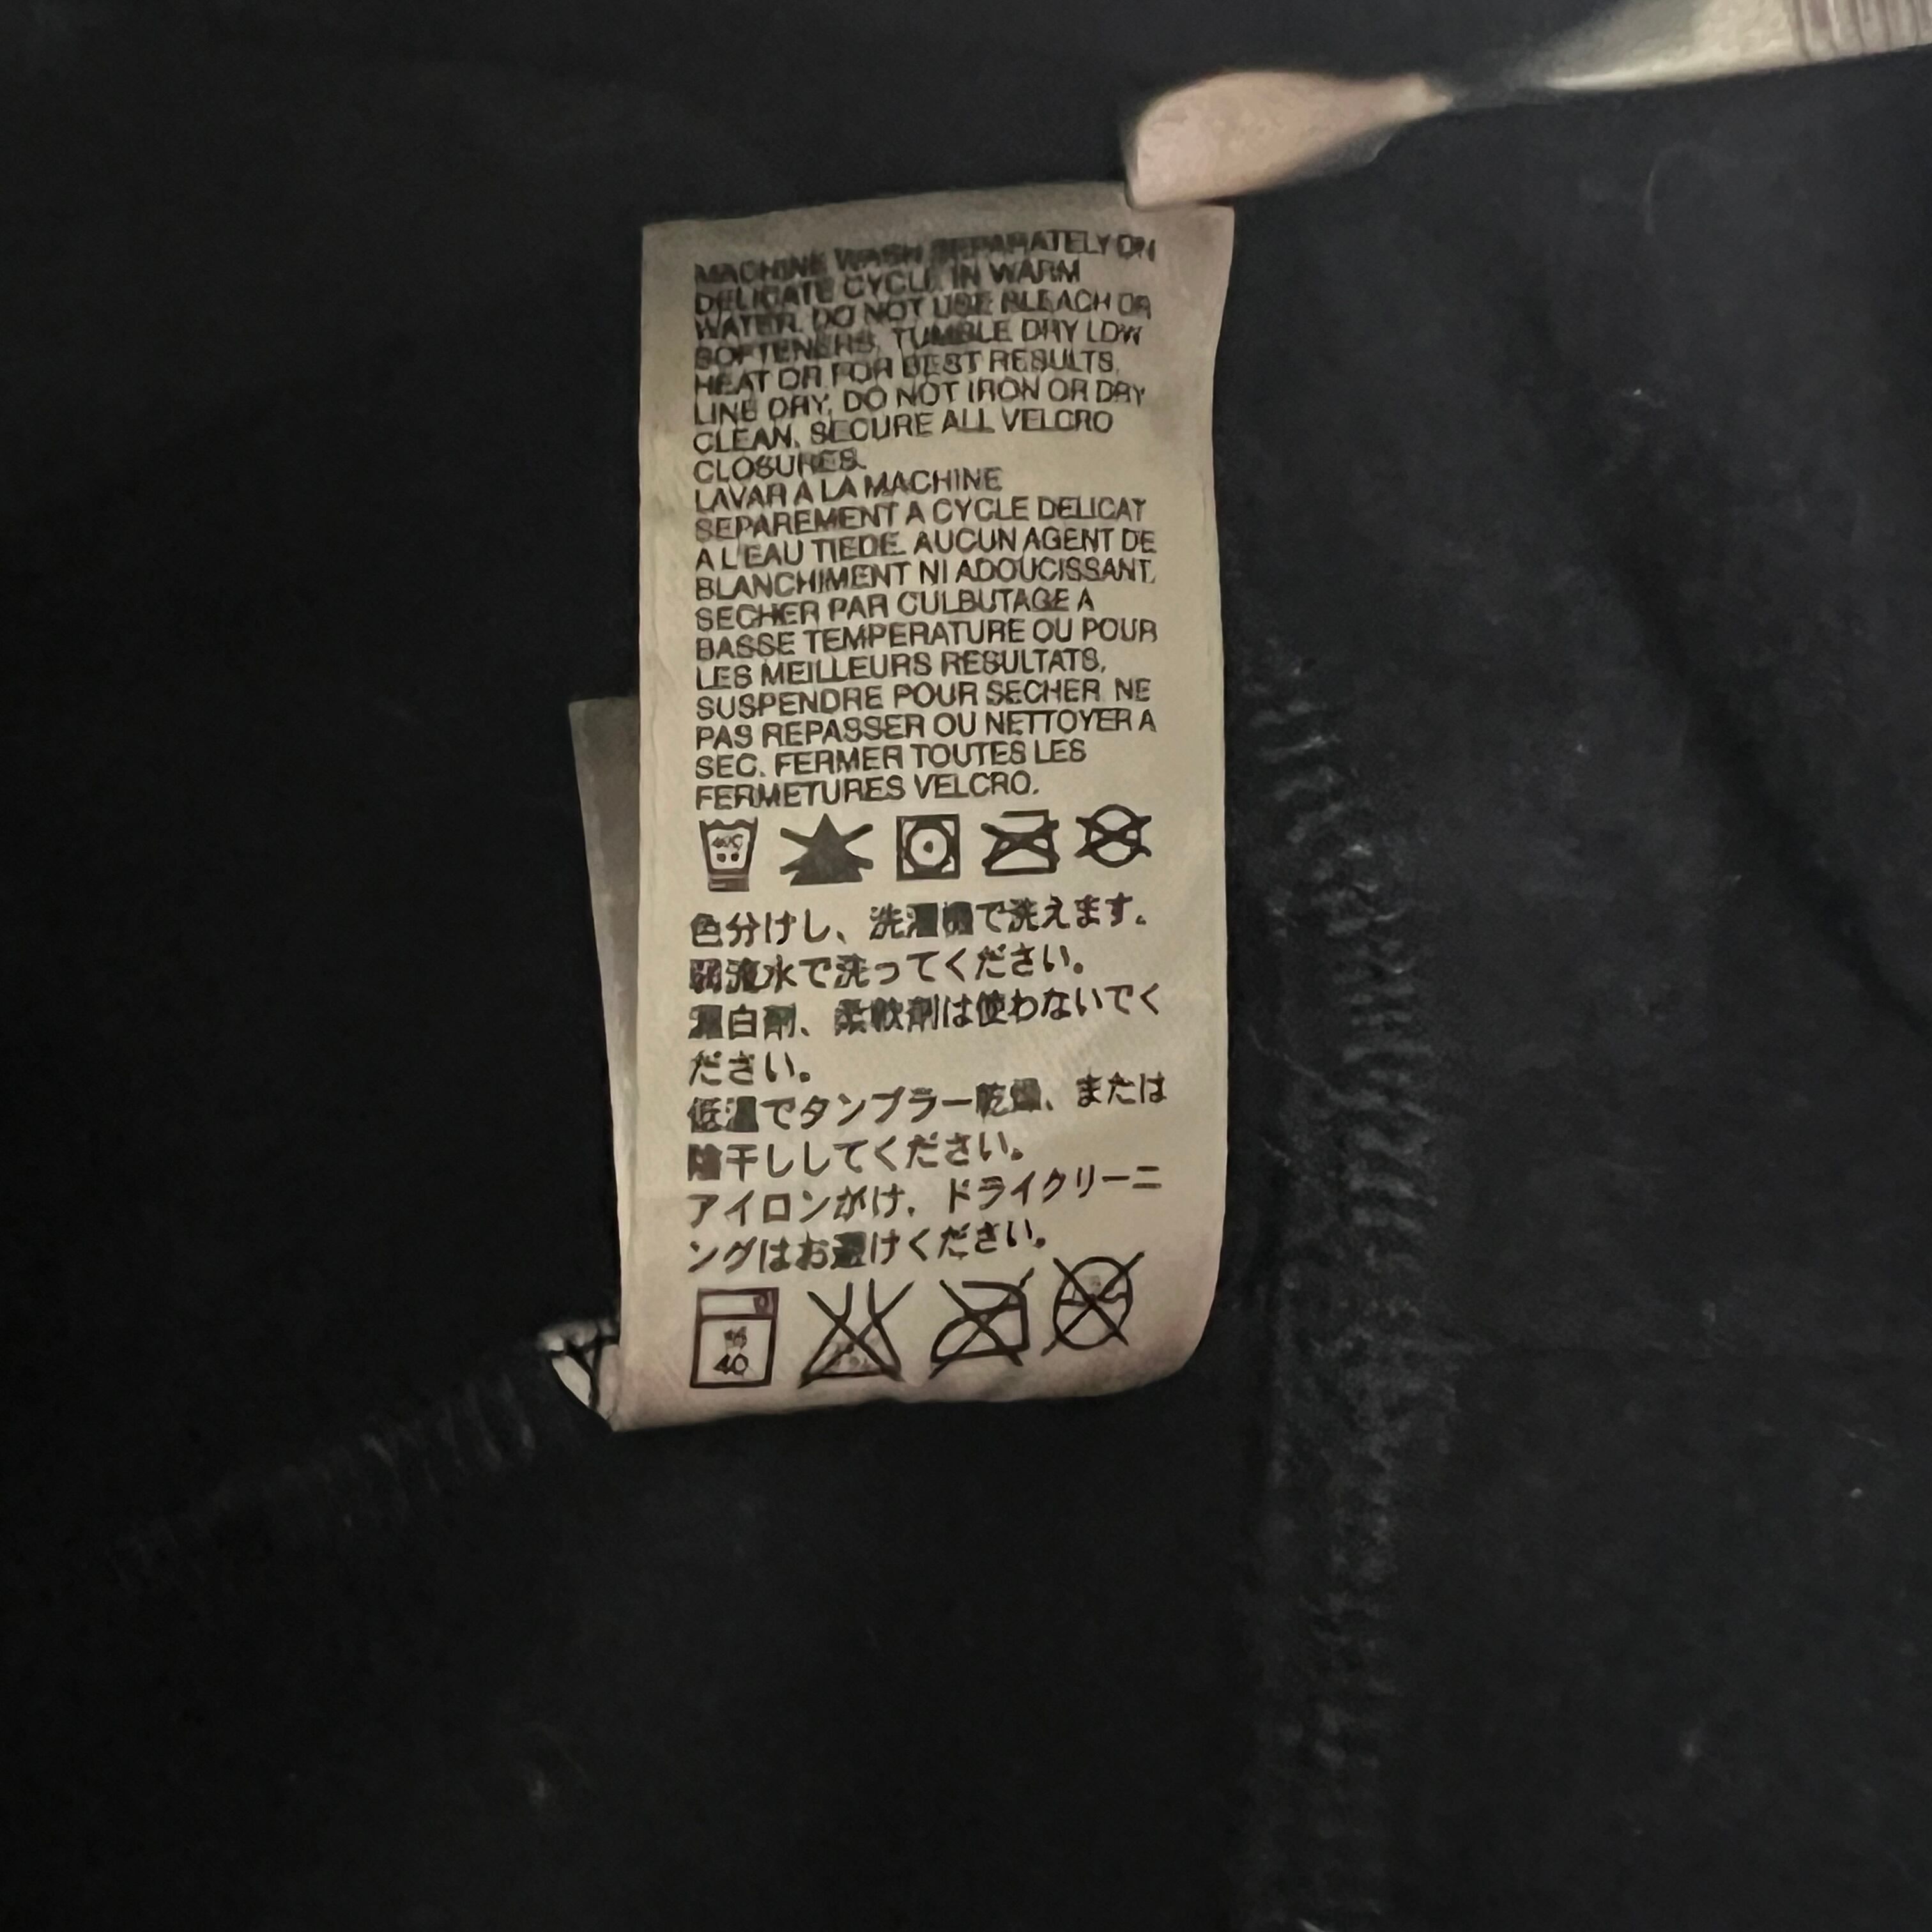 MACHINE WASH SEPARATELY ON
DELICATE CYCLE IN WARM
WATER. DO NOT USE BLEACH OR
SOFTENERS. TUMBLE DRY LOW
HEAT OR FOR BEST RESULTS,
LINE DRY. DO NOT IRON OR DRY
CLEAN. SECURE ALL VELCRO
CLOSURES.
LAVAR A LA MACHINE
SEPAREMENT A CYCLE DELICAT
A L'EAU TIEDE. AUCUN AGENT DE
BLANCHIMENT NI ADOUCISSANT.
SECHER PAR CULBUTAGE A
BASSE TEMPERATURE OU POUR
LES MEILLEURS RESULTATS,
SUSPENDRE POUR SECHER. NE
PAS REPASSER OU NETTOYER A
SEC. FERMER TOUTES LES
FERMETURES VELCRO.
40C
色分けし、洗濯機で洗えます。
弱流水で洗ってください。
漂白剤、柔軟剤は使わないでく
ださい。
低温でタンブラー乾燥、または
陰干ししてください。
アイロンがけ、ドライクリーニ
ングはお避けください。
40